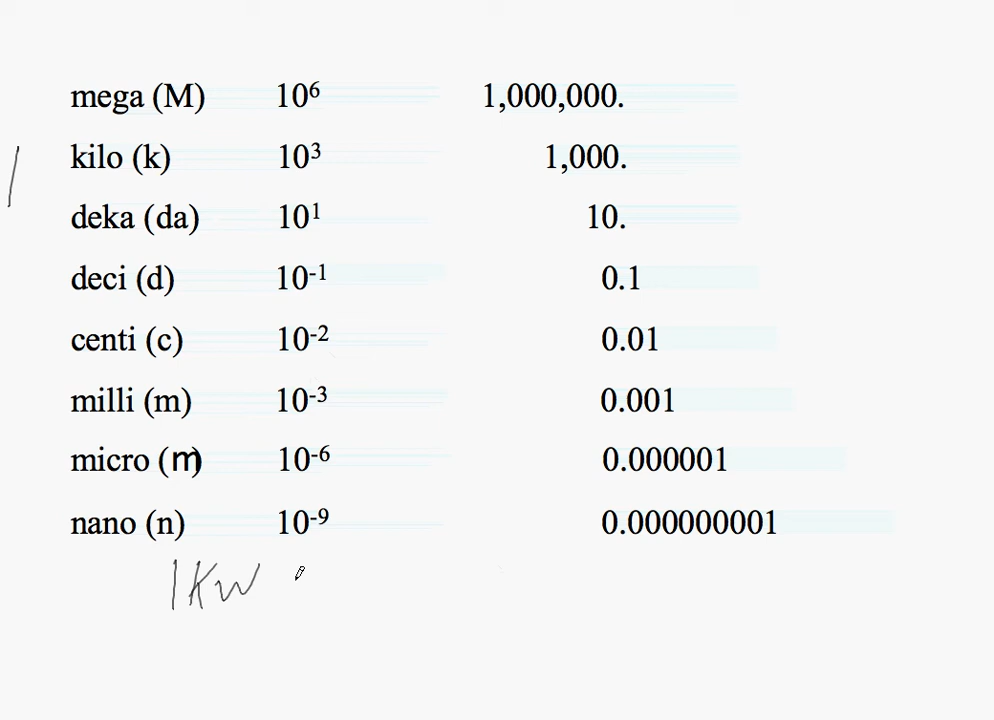 mega (M) 10⁶ 1,000,000.
kilo (k) 10³ 1,000.
deka (da) 10¹ 10.
deci (d) 10⁻¹ 0.1
centi (c) 10⁻² 0.01
milli (m) 10⁻³ 0.001
micro (m) 10⁻⁶ 0.000001
nano (n) 10⁻⁹ 0.000000001
1KW